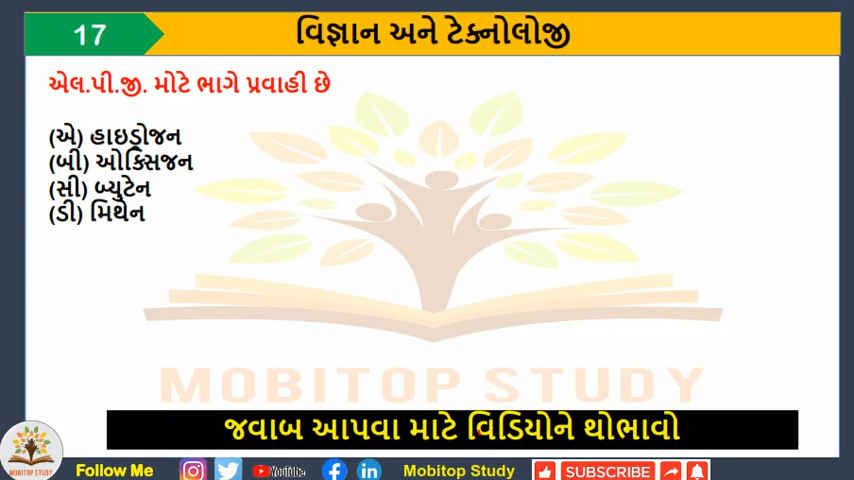 17
વિજ્ઞાન અને ટેક્નોલોજી
એલ.પી.જી. મોટે ભાગે પ્રવાહી છે
(એ) હાઇડ્રોજન
(બી) ઓક્સિજન
(સી) બ્યુટેન
(ડી) મિથેન
MOBITOP STUDY
જવાબ આપવા માટે વિડિયોને થોભાવો
MOBITOP STUDY
Follow Me
YouTube
Mobitop Study
SUBSCRIBE